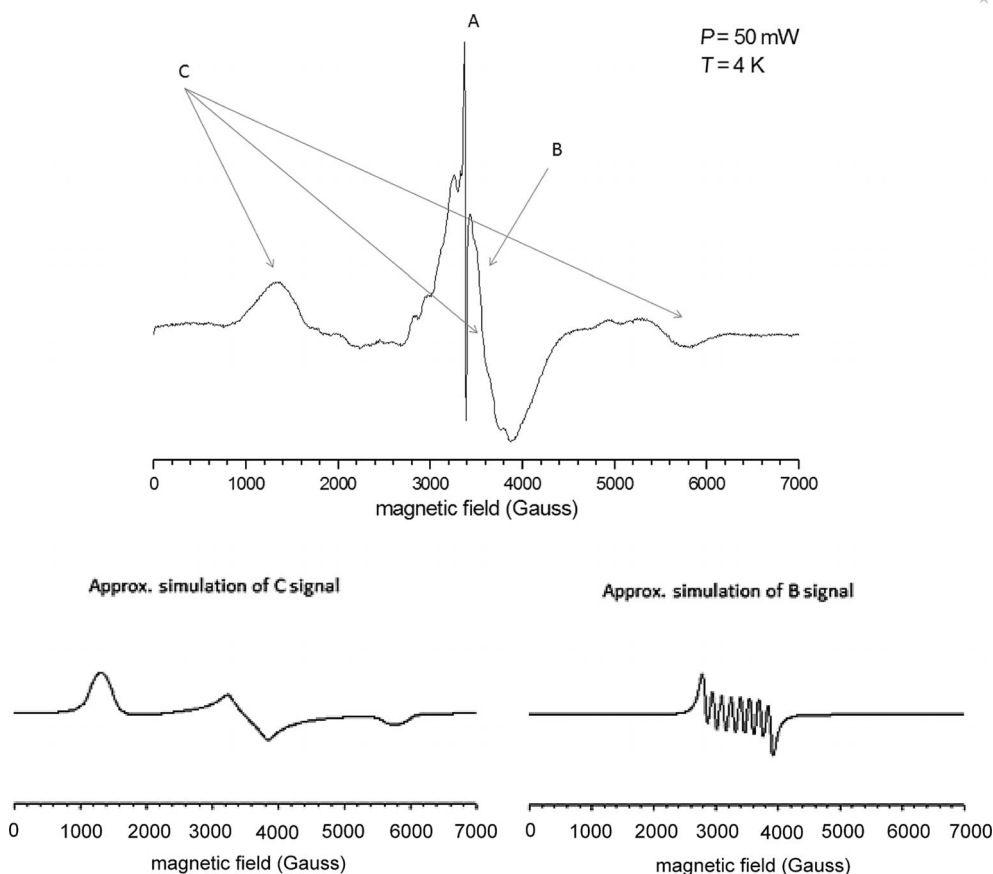 A
P = 50 mW
T = 4 K
C
B
0 1000 2000 3000 4000 5000 6000 7000
magnetic field (Gauss)
Approx. simulation of C signal
Approx. simulation of B signal
0 1000 2000 3000 4000 5000 6000 7000
0 1000 2000 3000 4000 5000 6000 7000
magnetic field (Gauss)
magnetic field (Gauss)